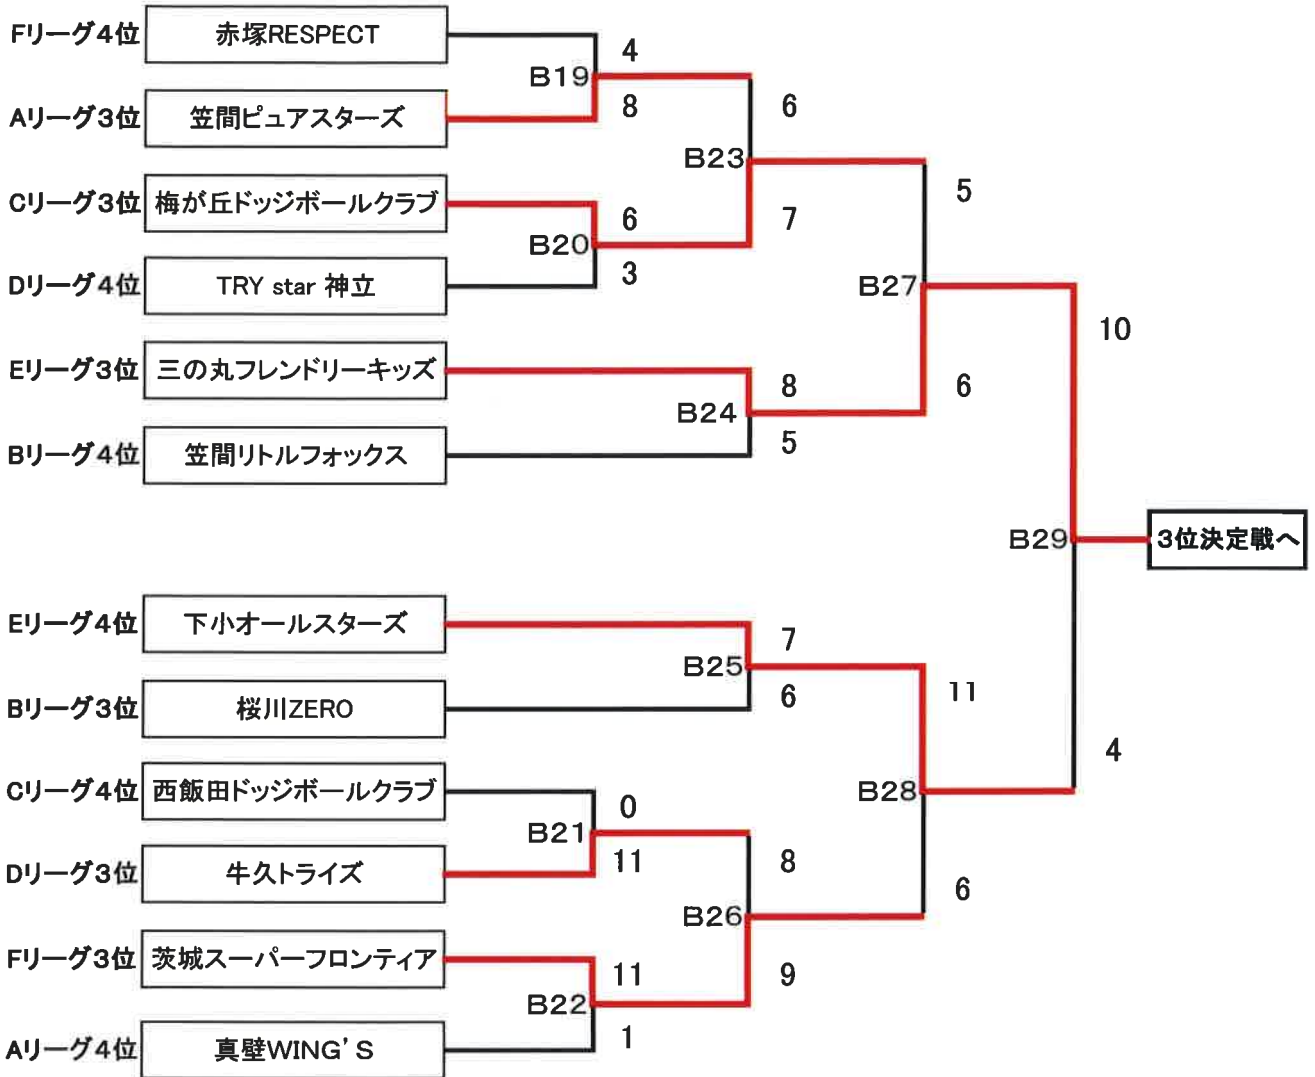 Fリーグ4位 赤塚RESPECT
4
B19
Aリーグ3位 笠間ピュアスターズ
8
6
B23
Cリーグ3位 梅が丘ドッジボールクラブ
6
7
5
B20
Dリーグ4位 TRY star 神立
3
B27
10
Eリーグ3位 三の丸フレンドリーキッズ
8
6
B24
Bリーグ4位 笠間リトルフォックス
5
B29
3位決定戦へ
Eリーグ4位 下小オールスターズ
7
B25
Bリーグ3位 桜川ZERO
6
11
4
Cリーグ4位 西飯田ドッジボールクラブ
0
B28
B21
Dリーグ3位 牛久トライズ
11
8
6
B26
Fリーグ3位 茨城スーパーフロンティア
11
9
B22
Aリーグ4位 真壁WING'S
1